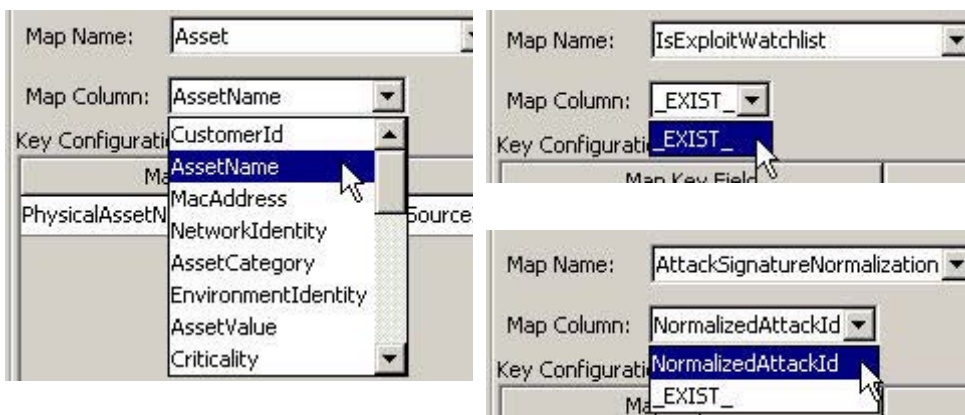 Map Name: Asset
Map Column: AssetName
Key Configurati
CustomerId
AssetName
MacAddress
NetworkIdentity
AssetCategory
EnvironmentIdentity
AssetValue
Criticality
Ma
PhysicalAssetN Source
Map Name: IsExploitWatchlist
Map Column: _EXIST_
Key Configurati _EXIST_
Map Key Field
Map Name: AttackSignatureNormalization
Map Column: NormalizedAttackId
Key Configurati NormalizedAttackId
Ma _EXIST_